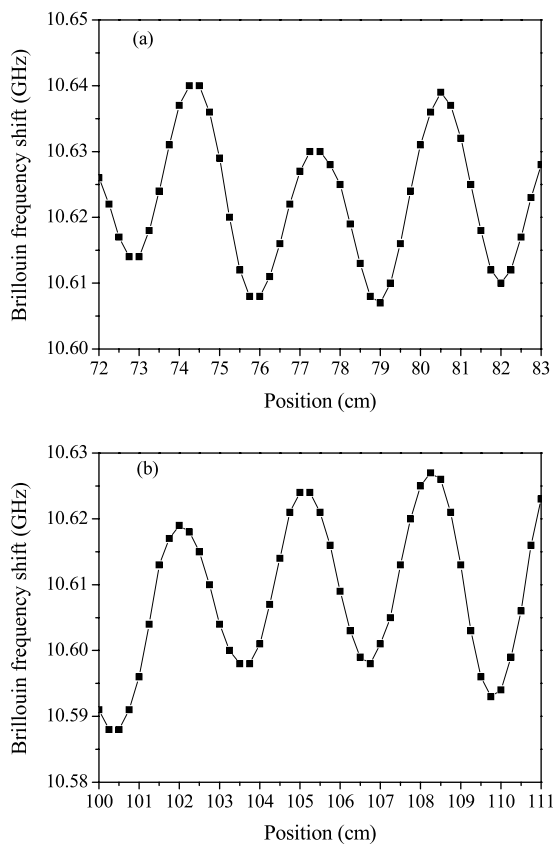 (a)
Brillouin frequency shift (GHz)
10.65
10.64
10.63
10.62
10.61
10.60
72 73 74 75 76 77 78 79 80 81 82 83
Position (cm)
(b)
Brillouin frequency shift (GHz)
10.63
10.62
10.61
10.60
10.59
10.58
100 101 102 103 104 105 106 107 108 109 110 111
Position (cm)